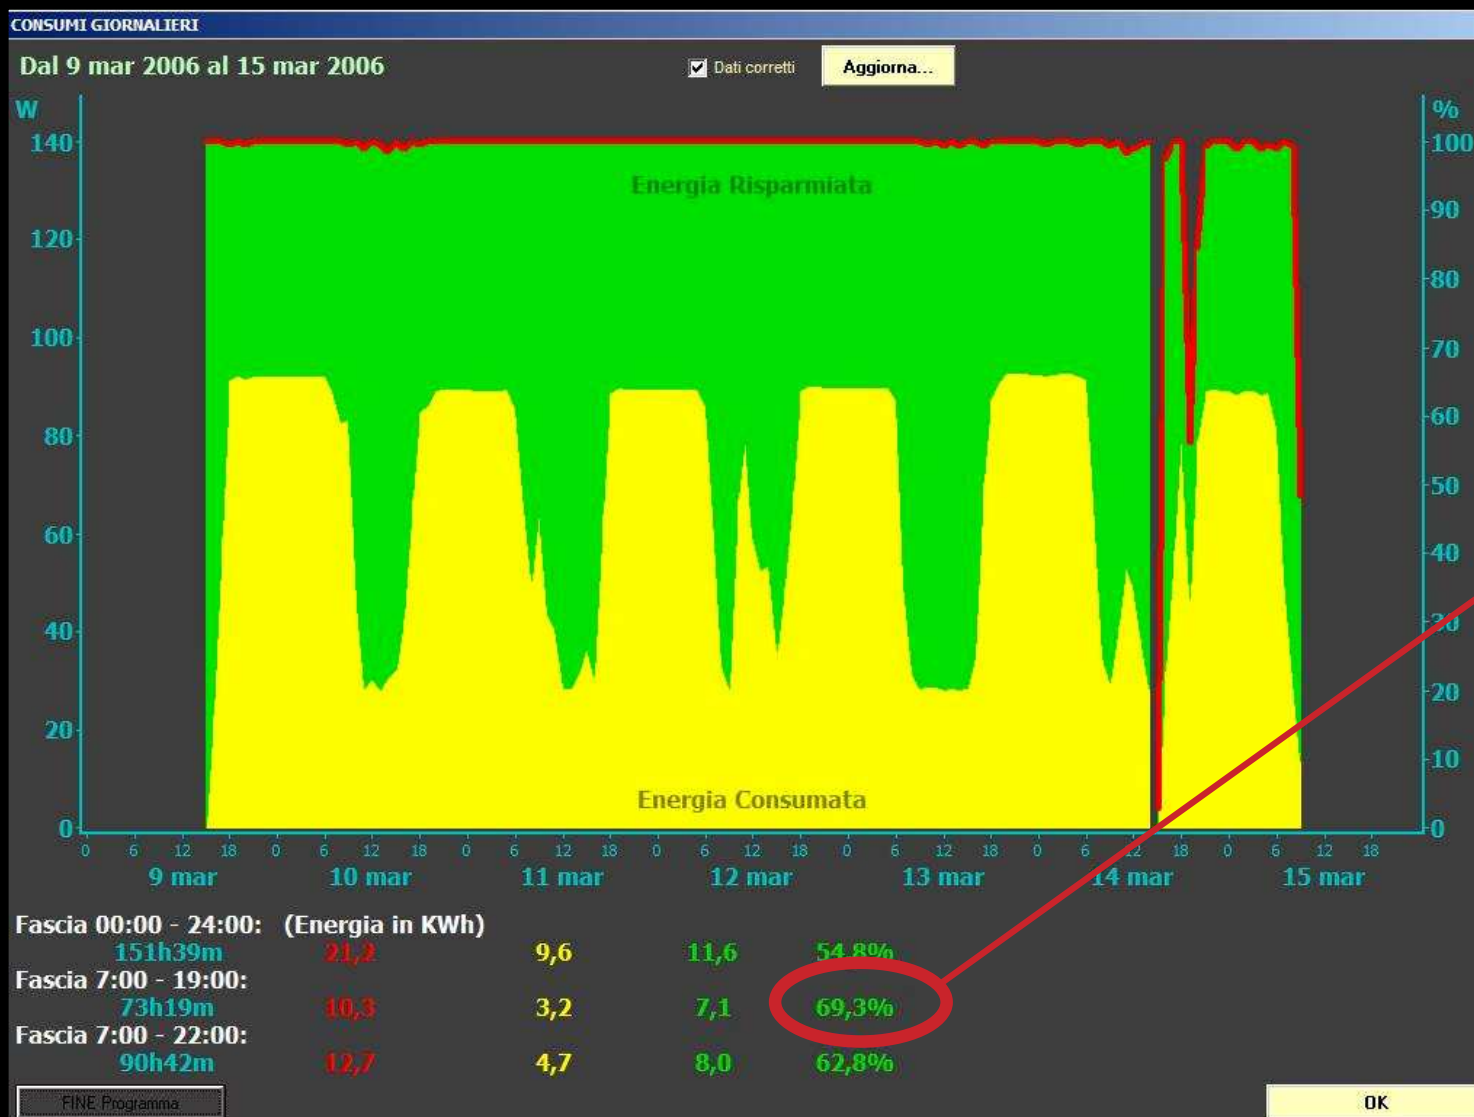 CONSUMI GIORNALIERI
Dal 9 mar 2006 al 15 mar 2006 Dati corretti Aggiorna...
W %
140 100
Energia Risparmiata
90
120
80
100
70
60
80
50
60
40
40 30
20
20
10
Energia Consumata
0 0
0 6 12 18 0 6 12 18 0 6 12 18 0 6 12 18 0 6 12 18 0 6 12 18 0 6 12 18
9 mar 10 mar 11 mar 12 mar 13 mar 14 mar 15 mar
Fascia 00:00 - 24:00: (Energia in KWh)
151h39m 21,2 9,6 11,6 54,8%
Fascia 7:00 - 19:00:
73h19m 10,3 3,2 7,1 69,3%
Fascia 7:00 - 22:00:
90h42m 12,7 4,7 8,0 62,8%
FINE Programma OK